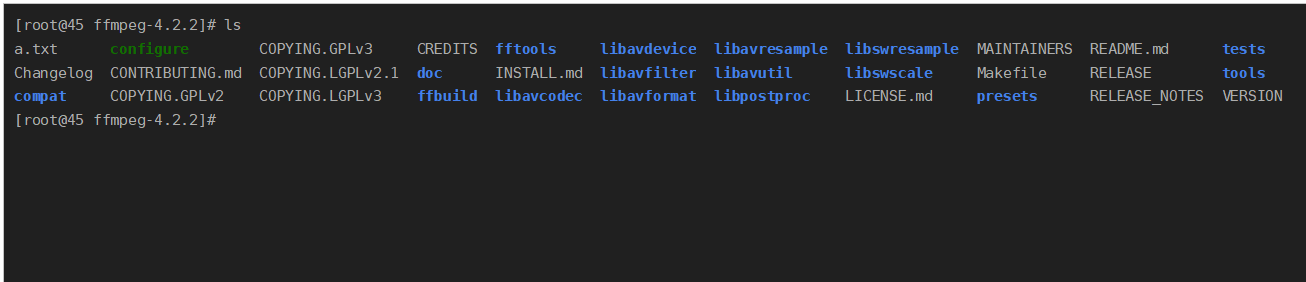 [root@45 ffmpeg-4.2.2]# ls
a.txt configure COPYING.GPLv3 CREDITS fftools libavdevice libavresample libswresample MAINTAINERS README.md tests
Changelog CONTRIBUTING.md COPYING.LGPLv2.1 doc INSTALL.md libavfilter libavutil libswscale Makefile RELEASE tools
compat COPYING.GPLv2 COPYING.LGPLv3 ffbuild libavcodec libavformat libpostproc LICENSE.md presets RELEASE_NOTES VERSION
[root@45 ffmpeg-4.2.2]#